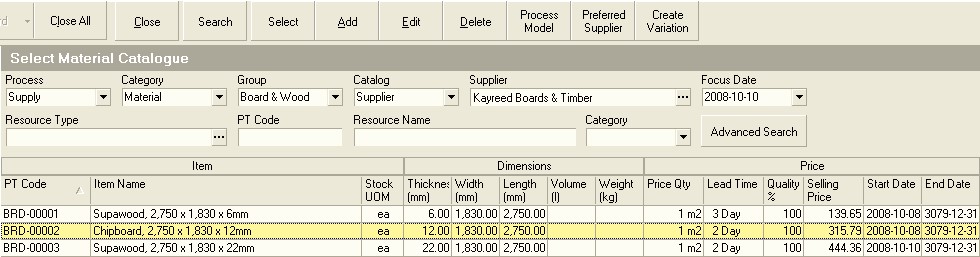 rd Close All Close Search Select Add Edit Delete Process Model Preferred Supplier Create Variation
Select Material Catalogue
Process Category Group Catalog Supplier Focus Date
Supply Material Board & Wood Supplier Kayreed Boards & Timber ... 2008-10-10
Resource Type PT Code Resource Name Category
... Advanced Search
Item Dimensions Price
PT Code Item Name Stock UOM Thicknes (mm) Width (mm) Length (mm) Volume (l) Weight (kg) Price Qty Lead Time Quality % Selling Price Start Date End Date
BRD-00001 Supawood, 2,750 x 1,830 x 6mm ea 6.00 1,830.00 2,750.00 1 m2 3 Day 100 139.65 2008-10-08 3079-12-31
BRD-00002 Chipboard, 2,750 x 1,830 x 12mm ea 12.00 1,830.00 2,750.00 1 m2 2 Day 100 315.79 2008-10-08 3079-12-31
BRD-00003 Supawood, 2,750 x 1,830 x 22mm ea 22.00 1,830.00 2,750.00 1 m2 2 Day 100 444.36 2008-10-10 3079-12-31